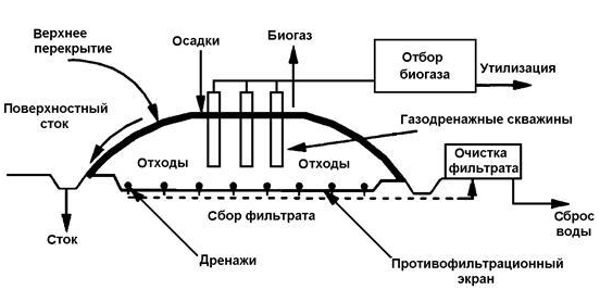 Верхнее
перекрытие
Осадки
Биогаз
Отбор
биогаза
Утилизация
Поверхностный
сток
Газодренажные скважины
Отходы
Отходы
Очистка
фильтрата
Сбор фильтрата
Сток
Сброс
воды
Дренажи
Противофильтрационный
экран